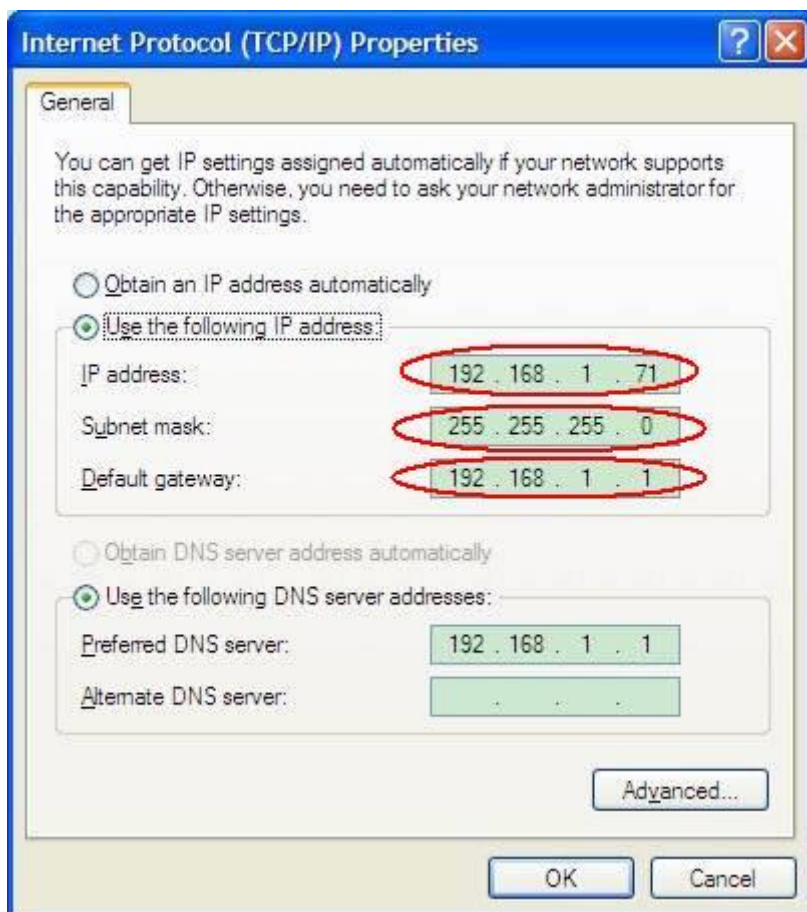 Internet Protocol (TCP/IP) Properties
General
You can get IP settings assigned automatically if your network supports
this capability. Otherwise, you need to ask your network administrator for
the appropriate IP settings.
Obtain an IP address automatically
Use the following IP address:
IP address: 192 . 168 . 1 . 71
Subnet mask: 255 . 255 . 255 . 0
Default gateway: 192 . 168 . 1 . 1
Obtain DNS server address automatically
Use the following DNS server addresses:
Preferred DNS server: 192 . 168 . 1 . 1
Alternate DNS server: . . .
Advanced...
OK Cancel